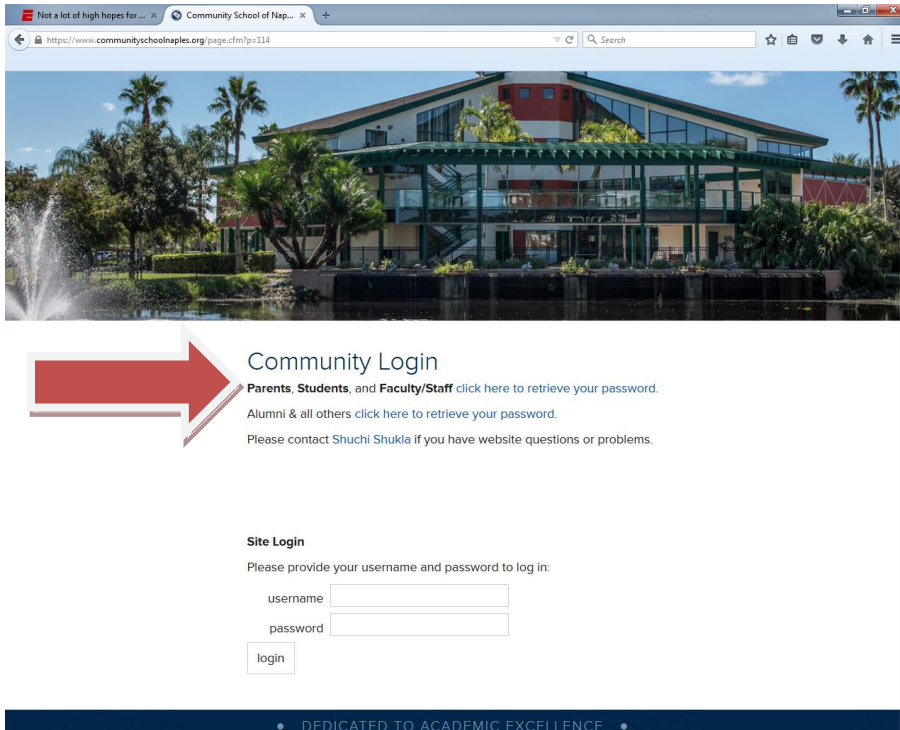 Not a lot of high hopes for ...
Community School of Nap...
https://www.communityschoolnaples.org/page.cfm?p=114
Search
Community Login
Parents, Students, and Faculty/Staff click here to retrieve your password.
Alumni & all others click here to retrieve your password.
Please contact Shuchi Shukla if you have website questions or problems.
Site Login
Please provide your username and password to log in:
username
password
login
• DEDICATED TO ACADEMIC EXCELLENCE •